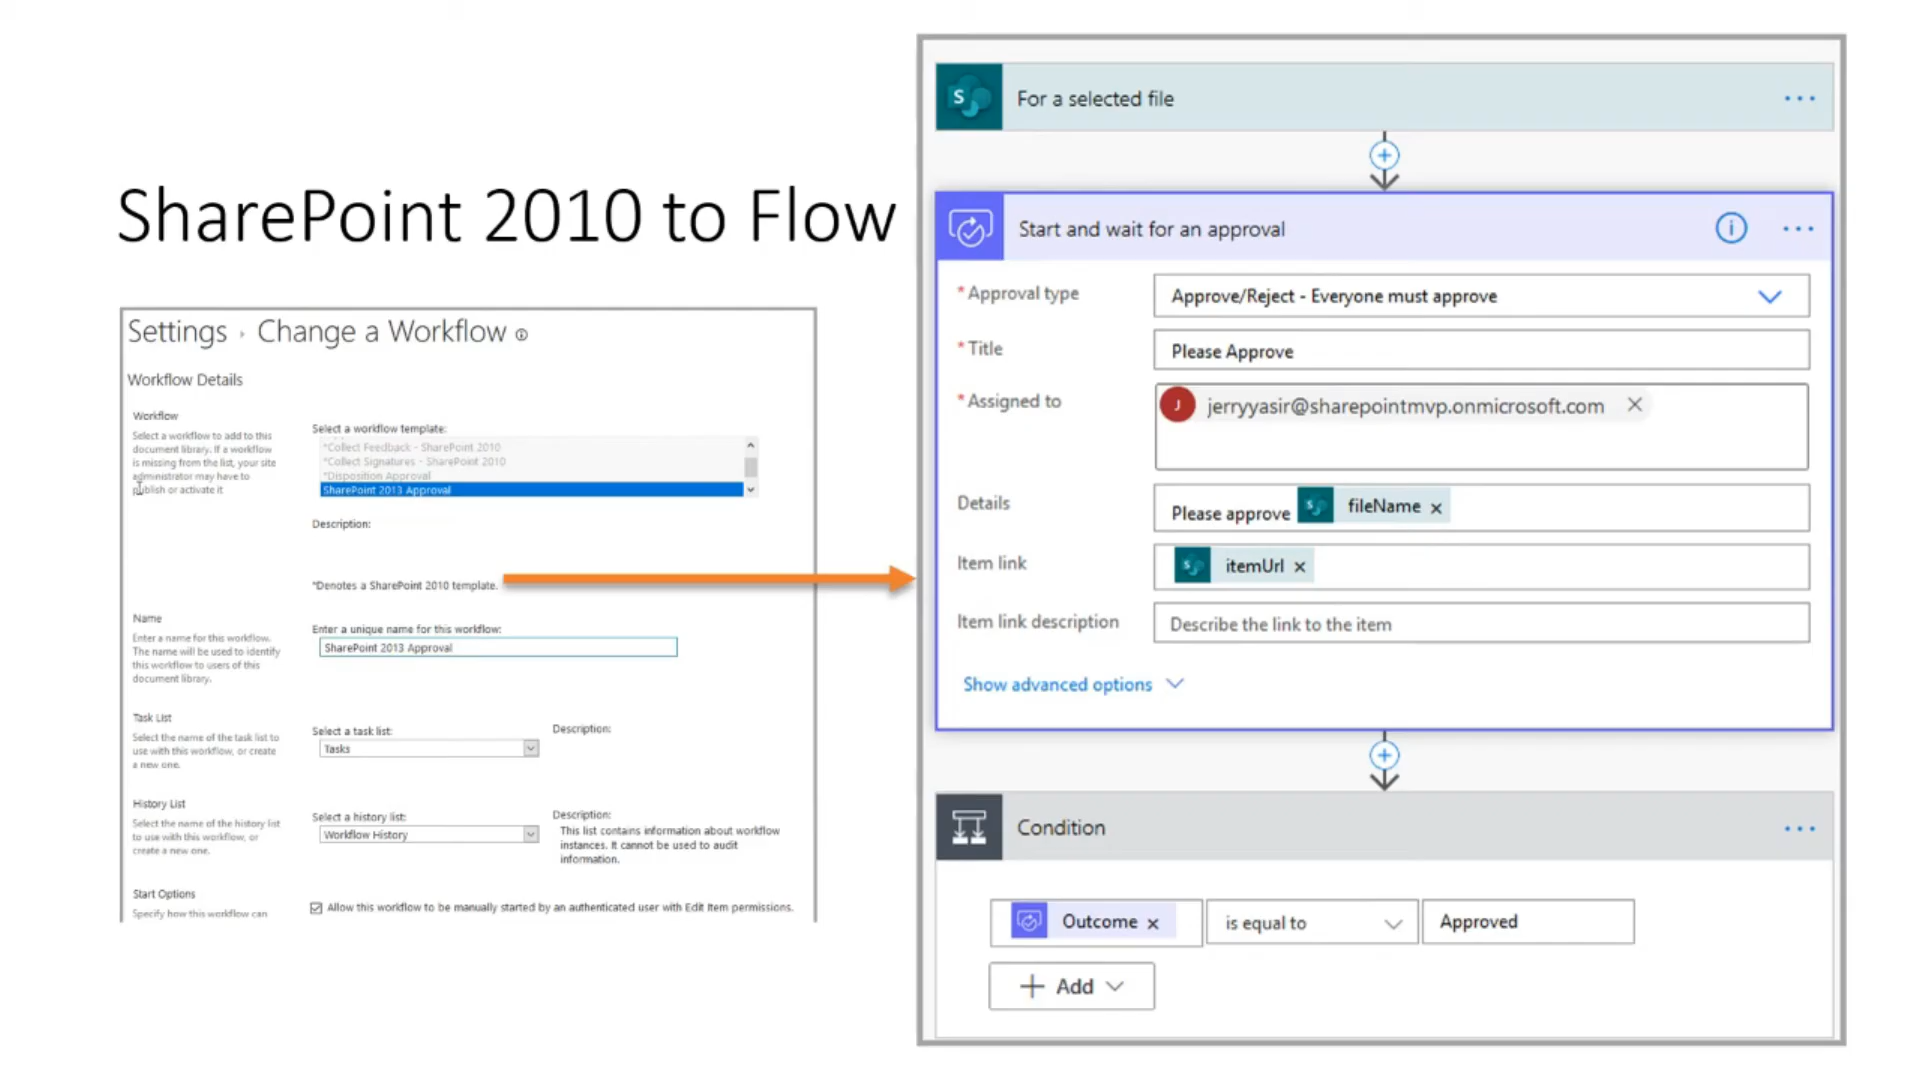 SharePoint 2010 to Flow
Settings › Change a Workflow
Workflow Details
Workflow
Select a workflow to add to this
document library. If a workflow
is missing from the list, your site
administrator may have to
publish or activate it
Select a workflow template:
*Collect Feedback - SharePoint 2010
*Collect Signatures - SharePoint 2010
*Disposition Approval
SharePoint 2013 Approval
Description:
*Denotes a SharePoint 2010 template.
Name
Enter a name for this workflow.
The name will be used to identify
this workflow to users of this
document library.
Enter a unique name for this workflow:
SharePoint 2013 Approval
Task List
Select the name of the task list to
use with this workflow, or create
a new one.
Select a task list:
Tasks
Description:
History List
Select the name of the history list
to use with this workflow, or
create a new one.
Select a history list:
Workflow History
Description:
This list contains information about workflow
instances. It cannot be used to audit
information.
Start Options
Specify how this workflow can
Allow this workflow to be manually started by an authenticated user with Edit Item permissions.
S For a selected file
Start and wait for an approval
* Approval type
Approve/Reject - Everyone must approve
* Title
Please Approve
* Assigned to
J jerryyasir@sharepointmvp.onmicrosoft.com
Details
Please approve S fileName
Item link
S itemUrl
Item link description
Describe the link to the item
Show advanced options
Condition
Outcome
is equal to
Approved
Add